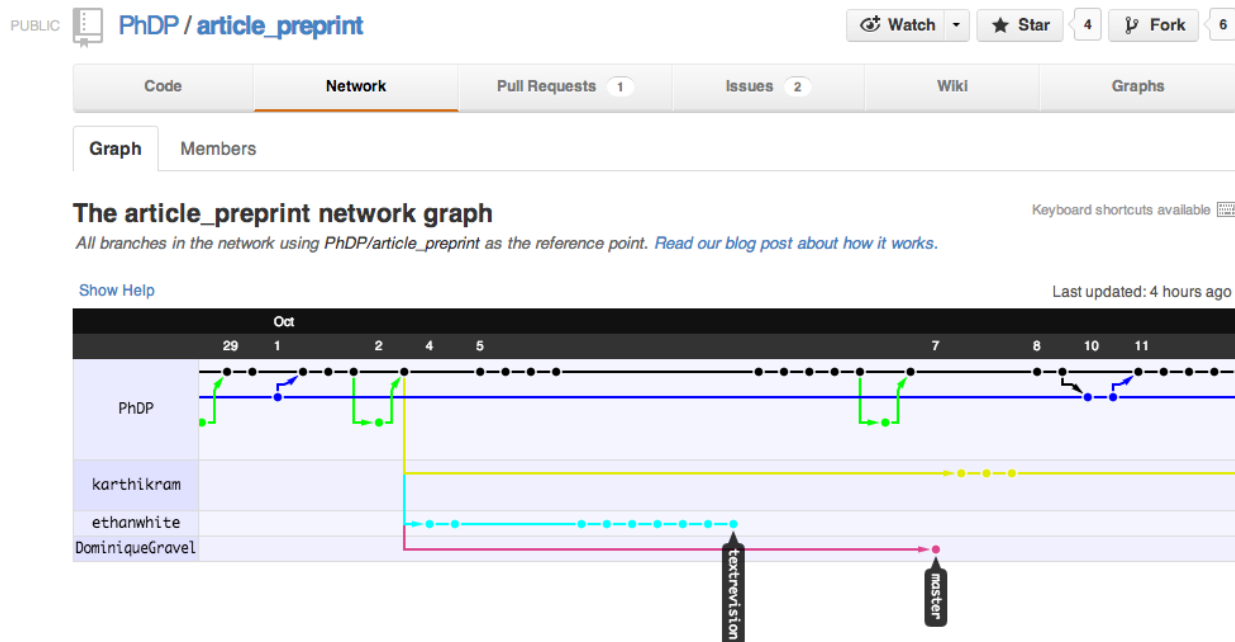 PUBLIC PhDP / article_preprint Watch Star 4 Fork 6
Code Network Pull Requests 1 Issues 2 Wiki Graphs
Graph Members
The article_preprint network graph Keyboard shortcuts available
All branches in the network using PhDP/article_preprint as the reference point. Read our blog post about how it works.
Show Help Last updated: 4 hours ago
Oct
29 1 2 4 5 7 8 10 11
PhDP
karthikram
ethanwhite
DominiqueGravel
textrevision
master